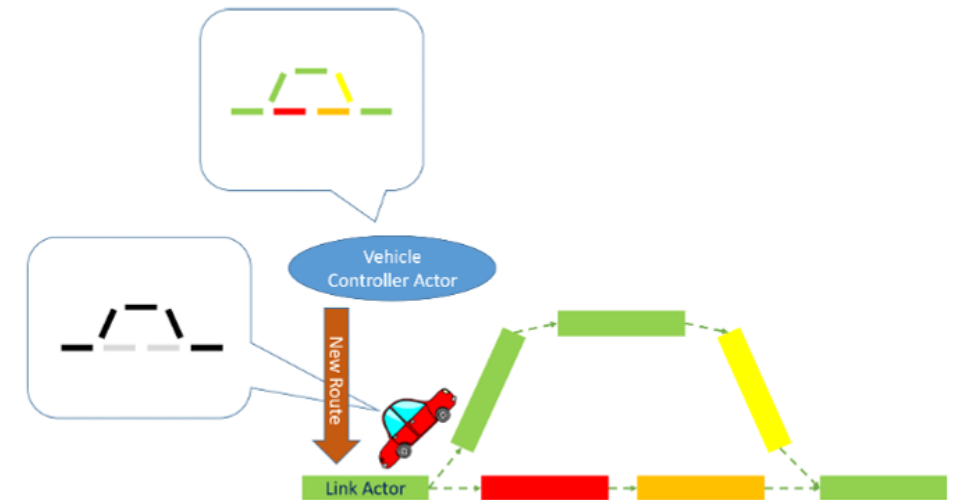 Vehicle
Controller Actor
New Route
Link Actor